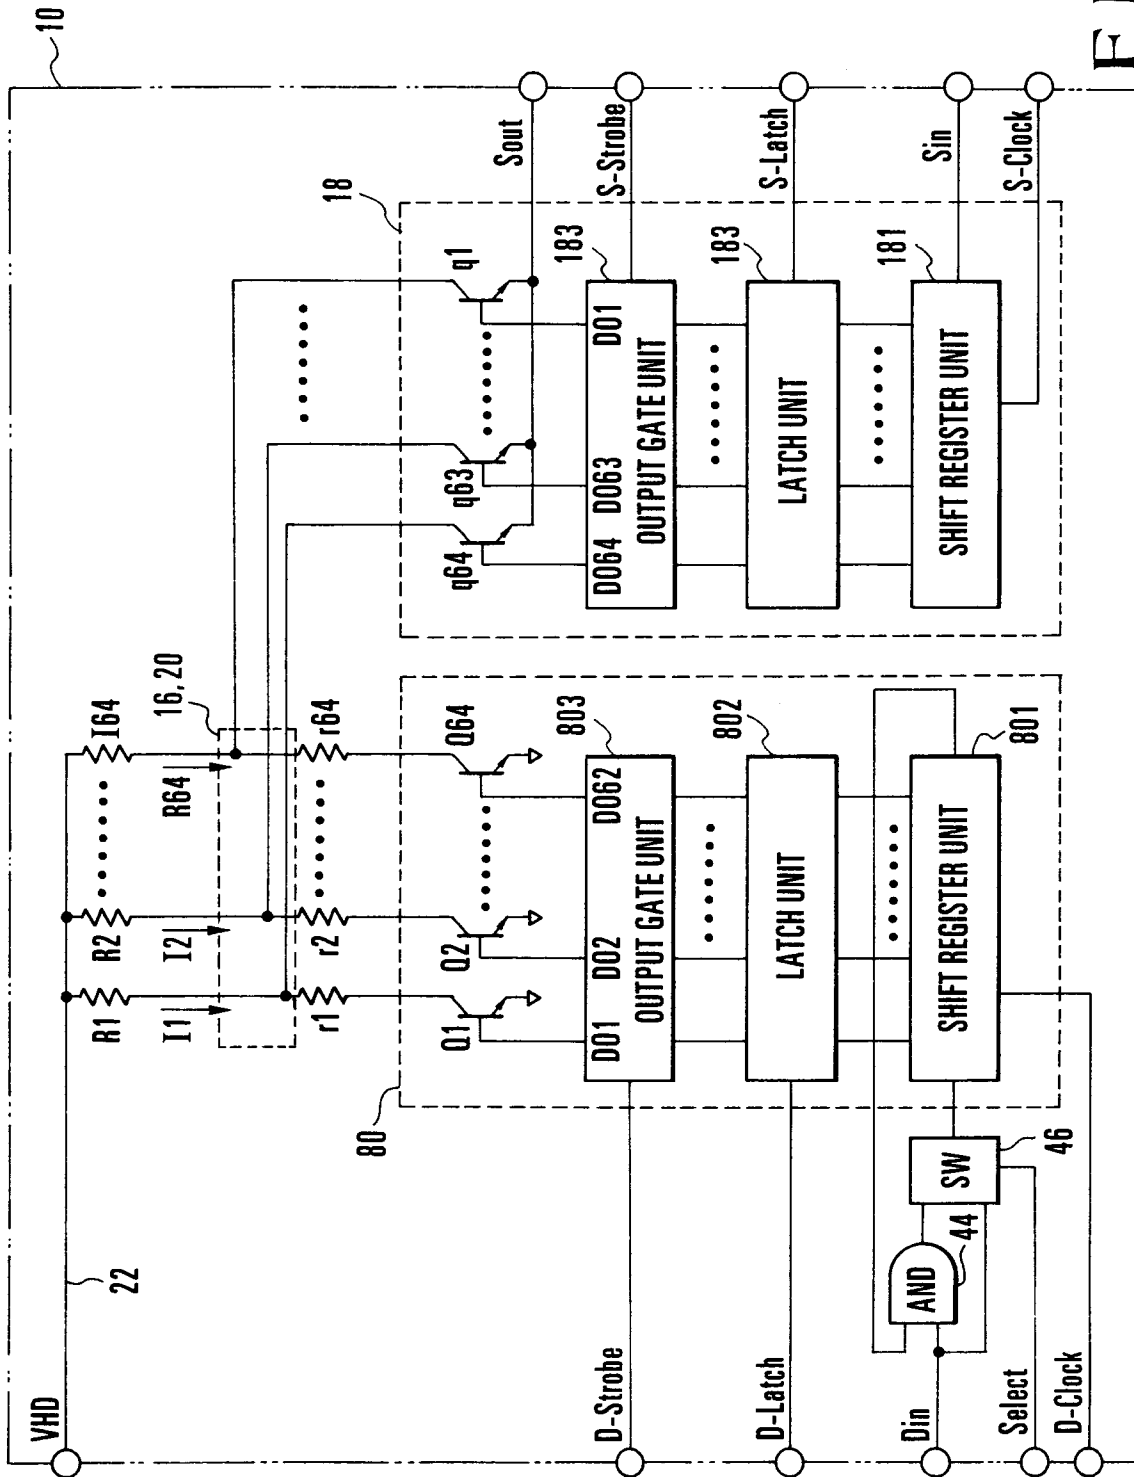 10
VHD
22
R1
R2
I64
I1
I2
R64
16, 20
r1
r2
r64
80
Q1
Q2
Q64
D01
D02
D062
OUTPUT GATE UNIT
803
LATCH UNIT
802
SHIFT REGISTER UNIT
801
D-Strobe
D-Latch
Din
Select
D-Clock
AND
44
SW
46
18
q64
q63
q1
D064
D063
D01
OUTPUT GATE UNIT
183
LATCH UNIT
183
SHIFT REGISTER UNIT
181
Sout
S-Strobe
S-Latch
Sin
S-Clock